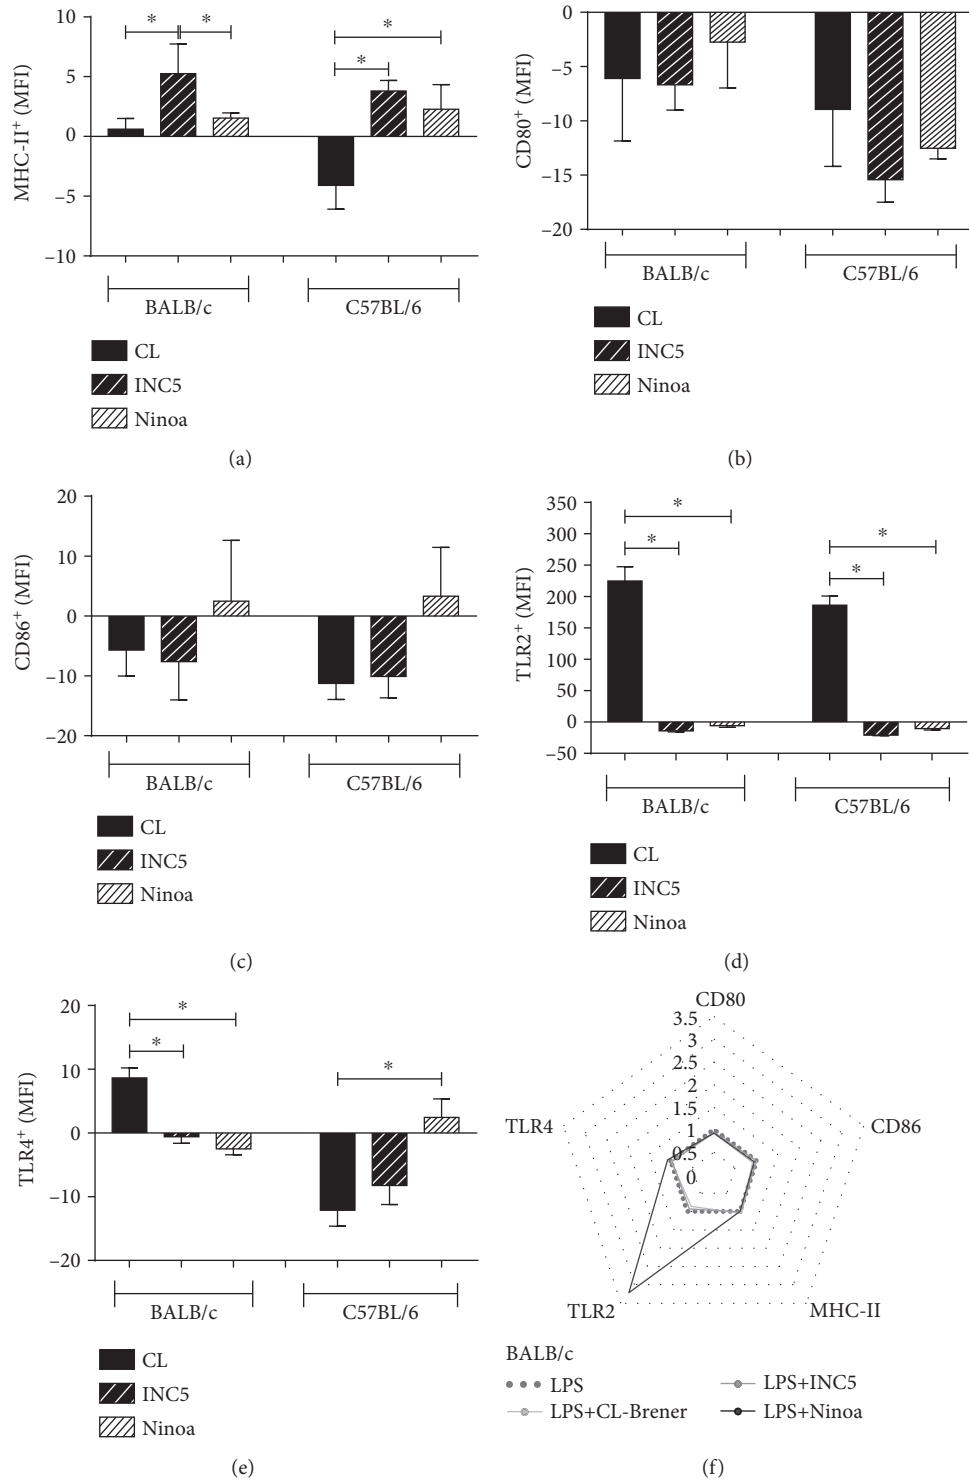 MHC-II+ (MFI)
10
5
0
−5
−10
* *
*
*
BALB/c
C57BL/6
CL
INC5
Ninoa
(a)
CD80+ (MFI)
0
−5
−10
−15
−20
BALB/c
C57BL/6
CL
INC5
Ninoa
(b)
CD86+ (MFI)
20
10
0
−10
−20
BALB/c
C57BL/6
CL
INC5
Ninoa
(c)
TLR2+ (MFI)
350
300
250
200
150
100
50
0
−50
*
*
*
*
BALB/c
C57BL/6
CL
INC5
Ninoa
(d)
TLR4+ (MFI)
20
10
0
−10
−20
*
*
*
BALB/c
C57BL/6
CL
INC5
Ninoa
(e)
CD80
3.5
3
2.5
2
1.5
1
0.5
0
TLR4
CD86
TLR2
MHC-II
BALB/c
LPS
LPS+INC5
LPS+CL-Brener
LPS+Ninoa
(f)